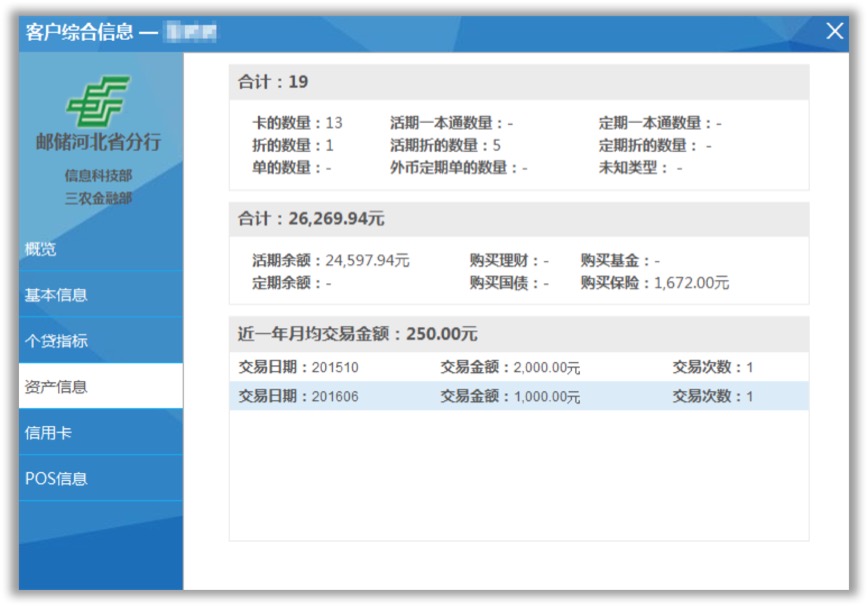 客户综合信息 —
邮储河北省分行
信息科技部
三农金融部
概览
基本信息
个贷指标
资产信息
信用卡
POS信息
合计：19
卡的数量：13 活期一本通数量：- 定期一本通数量：-
折的数量：1 活期折的数量：5 定期折的数量： -
单的数量：- 外币定期单的数量：- 未知类型： -
合计：26,269.94元
活期余额：24,597.94元 购买理财：- 购买基金：-
定期余额：- 购买国债：- 购买保险：1,672.00元
近一年月均交易金额：250.00元
交易日期：201510 交易金额：2,000.00元 交易次数：1
交易日期：201606 交易金额：1,000.00元 交易次数：1